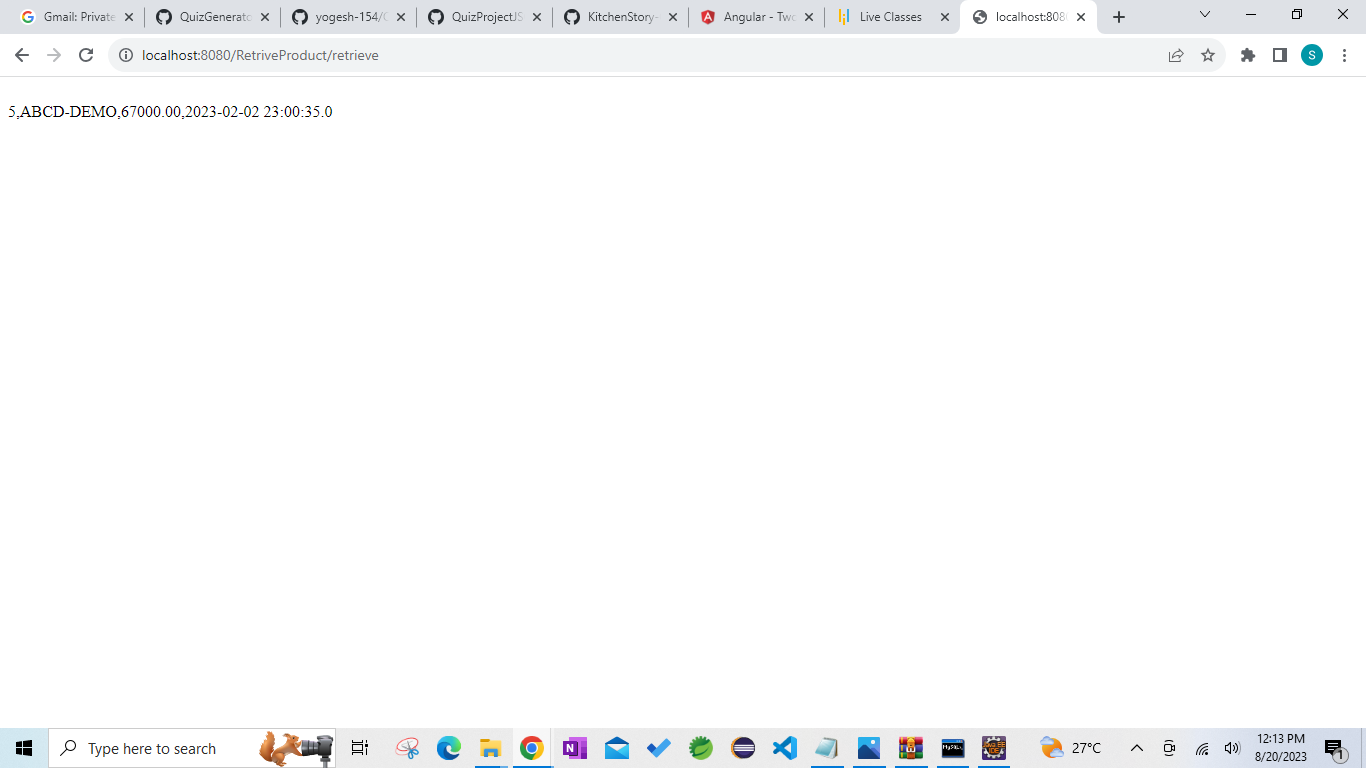 Gmail: Private
QuizGenerato
yogesh-154/
QuizProjectJS
KitchenStory-
Angular - Two
Live Classes
localhost:808
localhost:8080/RetriveProduct/retrieve
S
5,ABCD-DEMO,67000.00,2023-02-02 23:00:35.0
Type here to search
N
MySQL
27°C
12:13 PM
8/20/2023
1